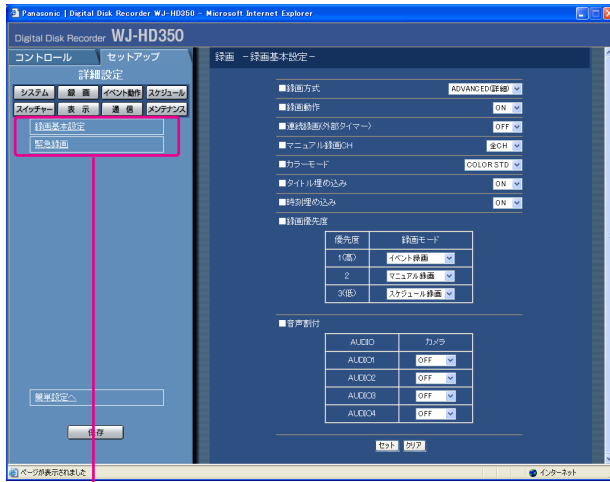 Panasonic | Digital Disk Recorder WJ-HD350 - Microsoft Internet Explorer
Digital Disk Recorder WJ-HD350
コントロール セットアップ
詳細設定
システム 録 画 イベント動作 スケジュール
スイッチャー 表 示 通 信 メンテナンス
録画基本設定
緊急録画
簡単設定へ
保存
録画 －録画基本設定－
■録画方式 ADVANCED(詳細)
■録画動作 ON
■連続録画(外部タイマー) OFF
■マニュアル録画CH 全CH
■カラーモード COLOR STD
■タイトル埋め込み ON
■時刻埋め込み ON
■録画優先度
優先度 録画モード
1(高) イベント録画
2 マニュアル録画
3(低) スケジュール録画
■音声割付
AUDIO カメラ
AUDIO1 OFF
AUDIO2 OFF
AUDIO3 OFF
AUDIO4 OFF
セット クリア
ページが表示されました インターネット